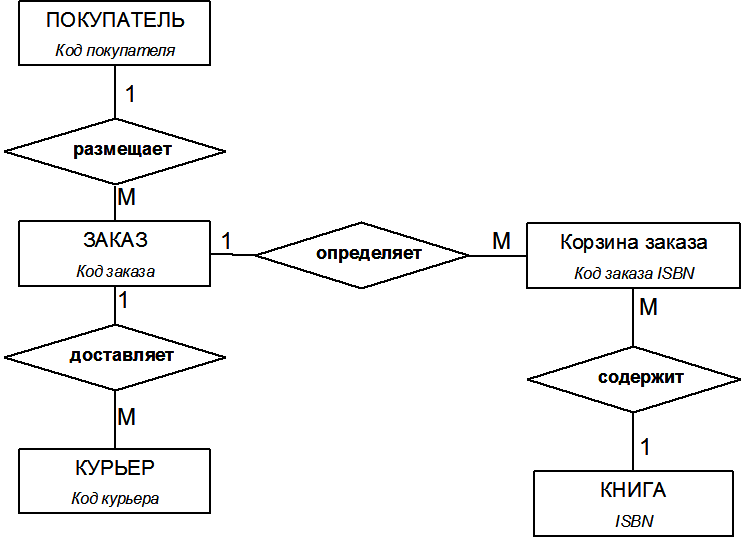 ПОКУПАТЕЛЬ
Код покупателя
1
размещает
М
ЗАКАЗ
Код заказа
1
определяет
М
Корзина заказа
Код заказа ISBN
1
доставляет
М
КУРЬЕР
Код курьера
М
содержит
1
КНИГА
ISBN